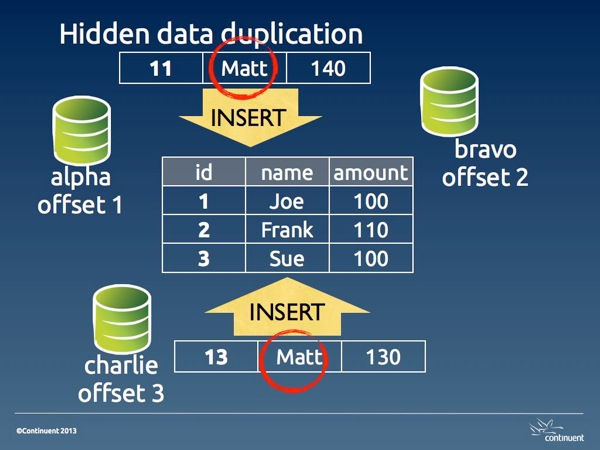 Hidden data duplication
11 Matt 140
INSERT
alpha
offset 1
bravo
offset 2
id name amount
1 Joe 100
2 Frank 110
3 Sue 100
INSERT
13 Matt 130
charlie
offset 3
©Continuent 2013
continuent